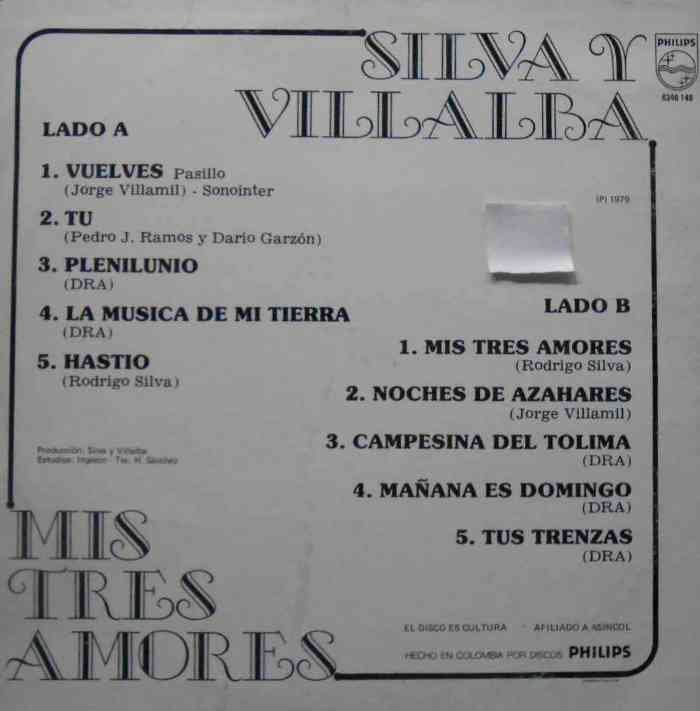 SILVA Y
VILLALBA
PHILIPS
6346 148
LADO A
1. VUELVES Pasillo
(Jorge Villamil) - Sonointer
2. TU
(Pedro J. Ramos y Dario Garzón)
3. PLENILUNIO
(DRA)
4. LA MUSICA DE MI TIERRA
(DRA)
5. HASTIO
(Rodrigo Silva)
Producción: Silva y Villalba
Estudios: Ingeson - Tec. H. Sánchez
(P) 1979
LADO B
1. MIS TRES AMORES
(Rodrigo Silva)
2. NOCHES DE AZAHARES
(Jorge Villamil)
3. CAMPESINA DEL TOLIMA
(DRA)
4. MAÑANA ES DOMINGO
(DRA)
5. TUS TRENZAS
(DRA)
MIS
TRES
AMORES
EL DISCO ES CULTURA - AFILIADO A ASINCOL
HECHO EN COLOMBIA POR DISCOS PHILIPS